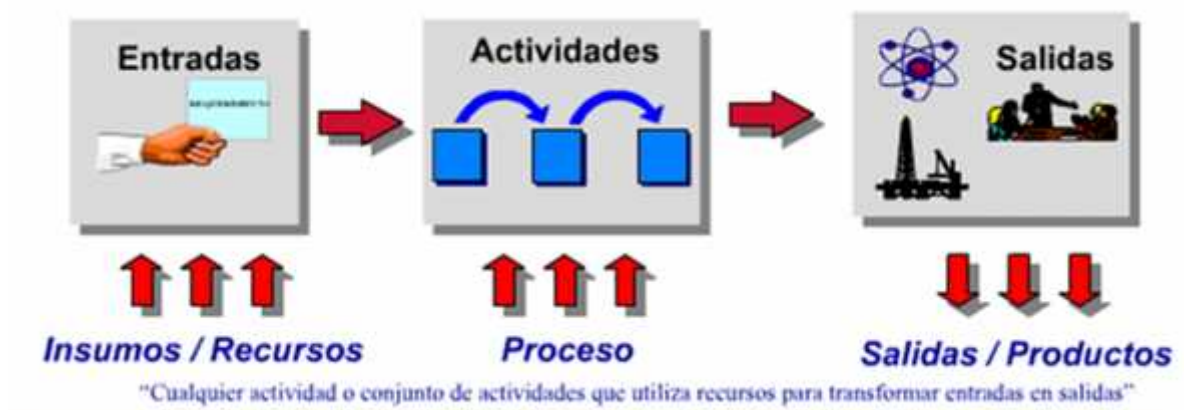 Entradas
Actividades
Salidas
Insumos / Recursos
Proceso
Salidas / Productos
“Cualquier actividad o conjunto de actividades que utiliza recursos para transformar entradas en salidas”